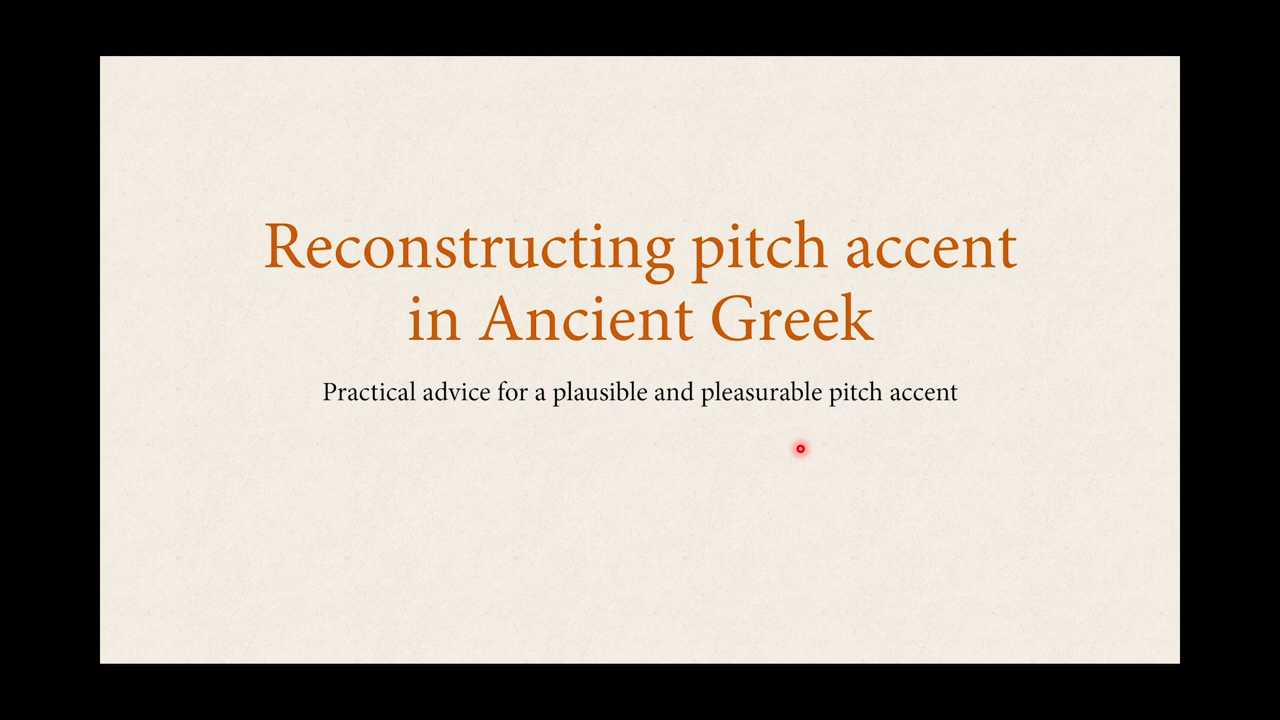 Reconstructing pitch accent
in Ancient Greek
Practical advice for a plausible and pleasurable pitch accent